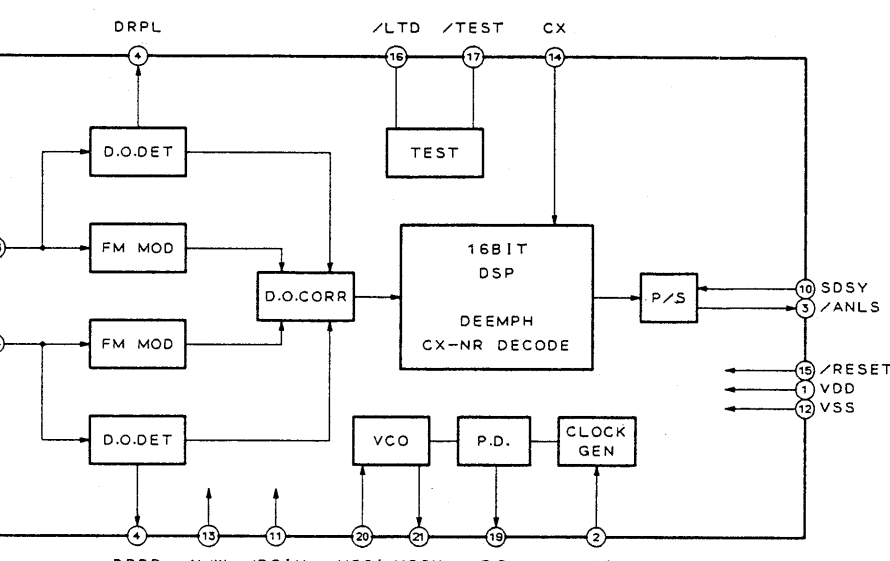 DRPL /LTD /TEST CX
4 16 17 14
D.O.DET
TEST
FM MOD
16BIT
DSP
D.O.CORR
P/S
10 SDSY
3 /ANLS
DEEMPH
FM MOD
CX-NR DECODE
15 /RESET
1 VDD
12 VSS
D.O.DET
VCO
P.D.
CLOCK
GEN
4 13 11 20 21 19 2